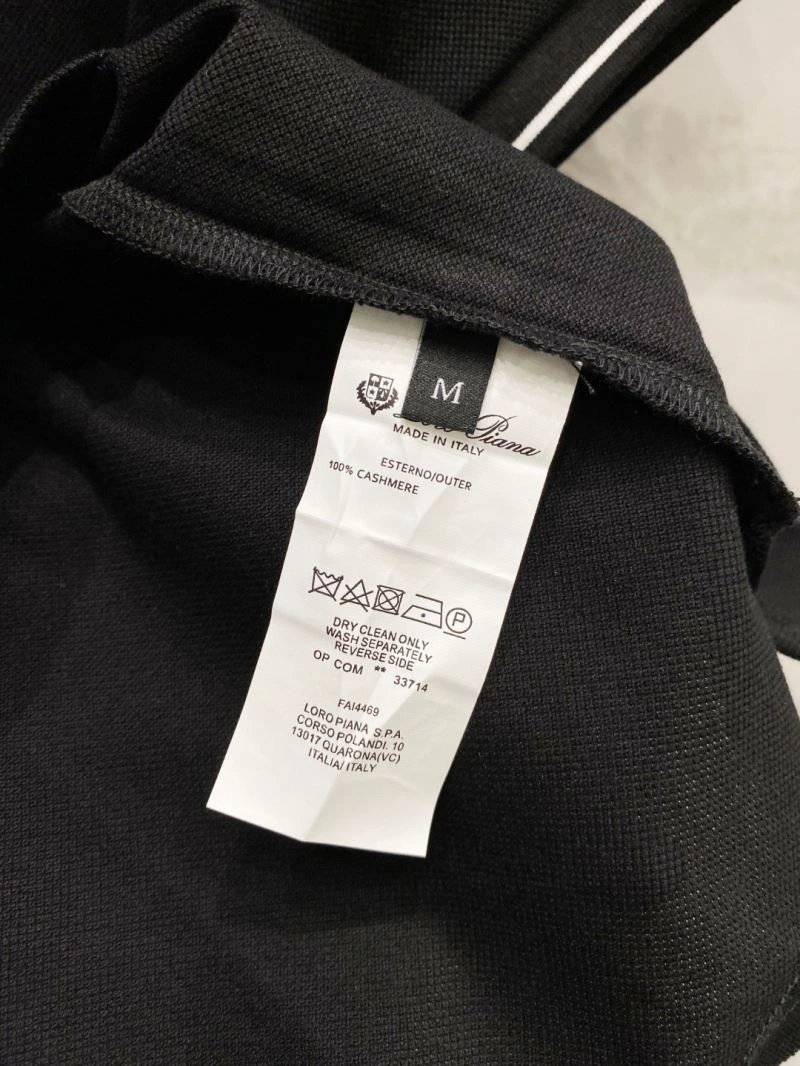 M
Loro Piana
MADE IN ITALY
ESTERNO/OUTER
100% CASHMERE
P
DRY CLEAN ONLY
WASH SEPARATELY
REVERSE SIDE
OP COM ** 33714
FAI4469
LORO PIANA S.P.A.
CORSO POLANDI. 10
13017 QUARONA(VC)
ITALIA/ ITALY